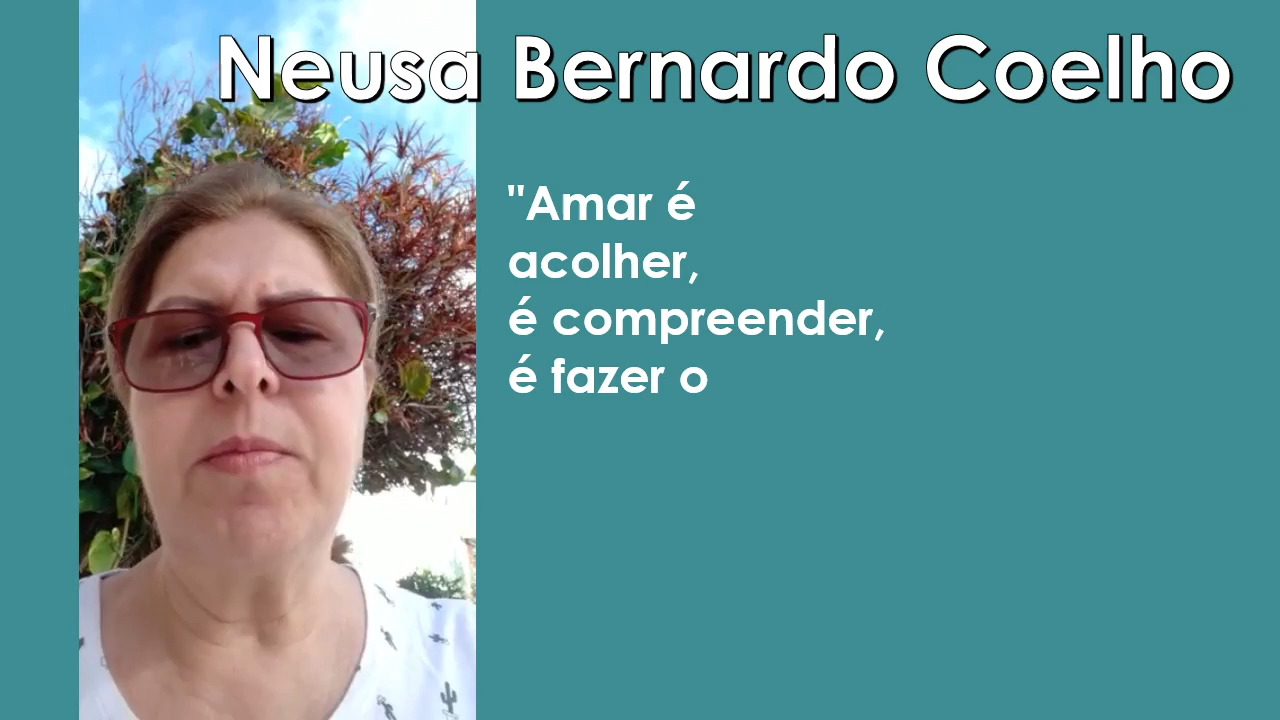 Neusa Bernardo Coelho
"Amar é
acolher,
é compreender,
é fazer o